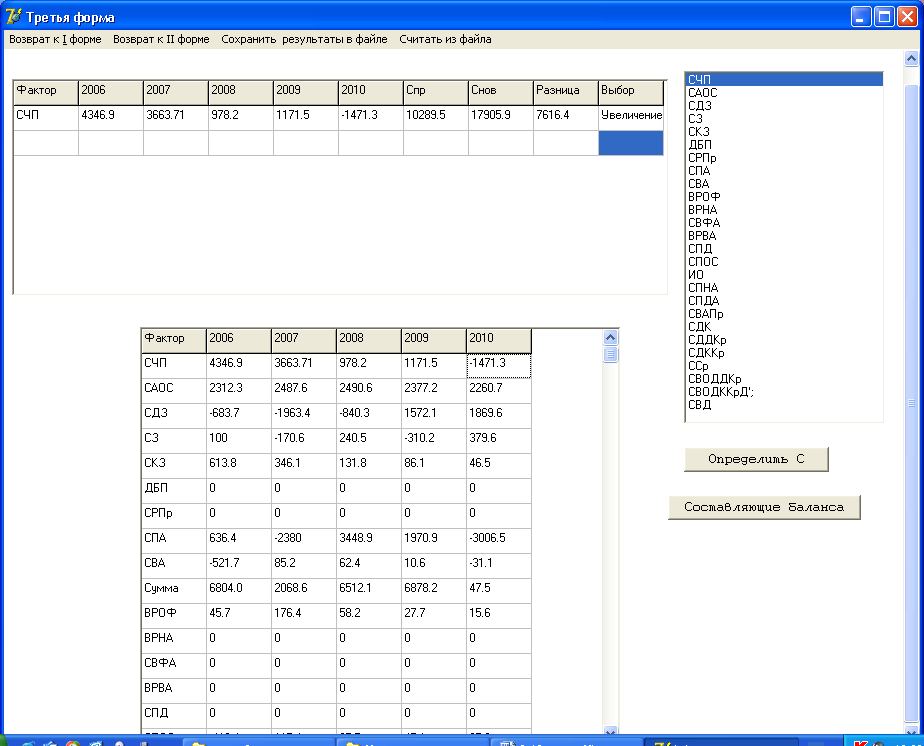 Третья форма
Возврат к I форме Возврат к II форме Сохранить результаты в файле Считать из файла
Фактор 2006 2007 2008 2009 2010 Cпр Cнов Разница Выбор
СЧП 4346.9 3663.71 978.2 1171.5 -1471.3 10289.5 17905.9 7616.4 Увеличение
СЧП
САОС
СДЗ
СЗ
СКЗ
ДБП
СРПр
СПА
СВА
ВРОФ
ВРНА
СВФА
ВРВА
СПД
СПОС
ИО
СПНА
СПДА
СВАПр
СДК
СДДКр
СДККр
ССр
СВОДДКр
СВОДККрД';
СВД
Определить С
Составляющие Баланса
Фактор 2006 2007 2008 2009 2010
СЧП 4346.9 3663.71 978.2 1171.5 -1471.3
САОС 2312.3 2487.6 2490.6 2377.2 2260.7
СДЗ -683.7 -1963.4 -840.3 1572.1 1869.6
СЗ 100 -170.6 240.5 -310.2 379.6
СКЗ 613.8 346.1 131.8 86.1 46.5
ДБП 0 0 0 0 0
СРПр 0 0 0 0 0
СПА 636.4 -2380 3448.9 1970.9 -3006.5
СВА -521.7 85.2 62.4 10.6 -31.1
Сумма 6804.0 2068.6 6512.1 6878.2 47.5
ВРОФ 45.7 176.4 58.2 27.7 15.6
ВРНА 0 0 0 0 0
СВФА 0 0 0 0 0
ВРВА 0 0 0 0 0
СПД 0 0 0 0 0